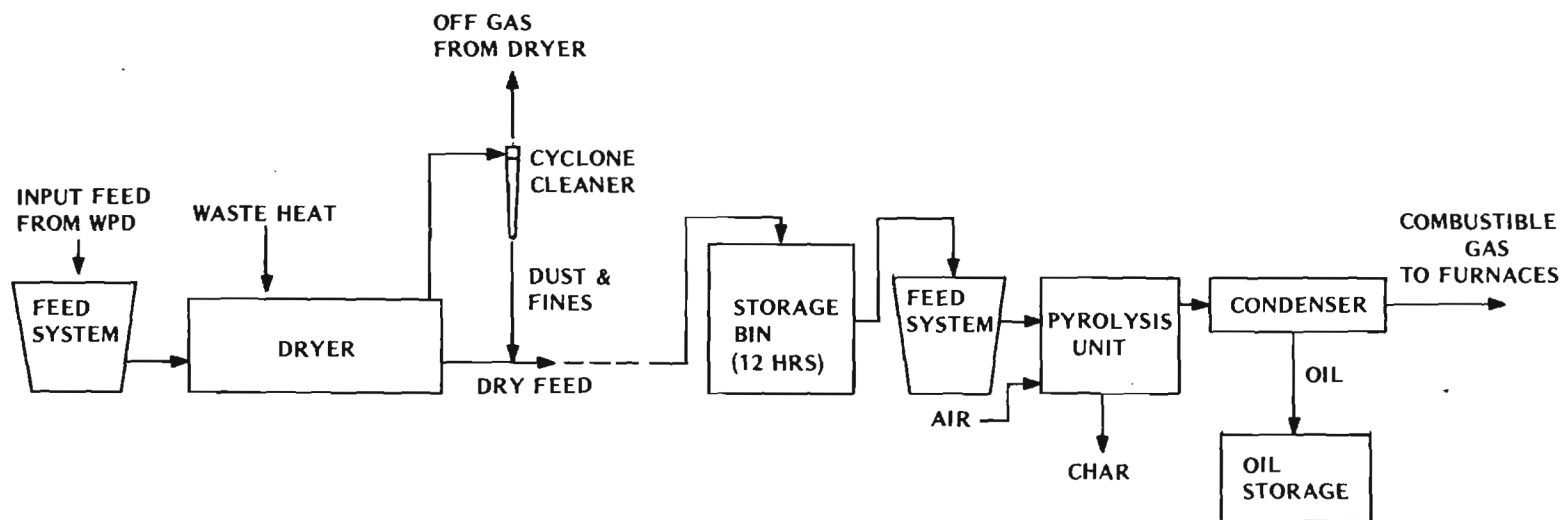 OFF GAS
FROM DRYER
CYCLONE
CLEANER
INPUT FEED
FROM WPD
WASTE HEAT
DUST &
FINES
FEED
SYSTEM
DRYER
DRY FEED
STORAGE
BIN
(12 HRS)
FEED
SYSTEM
AIR
PYROLYSIS
UNIT
CHAR
CONDENSER
COMBUSTIBLE
GAS
TO FURNACES
OIL
OIL
STORAGE